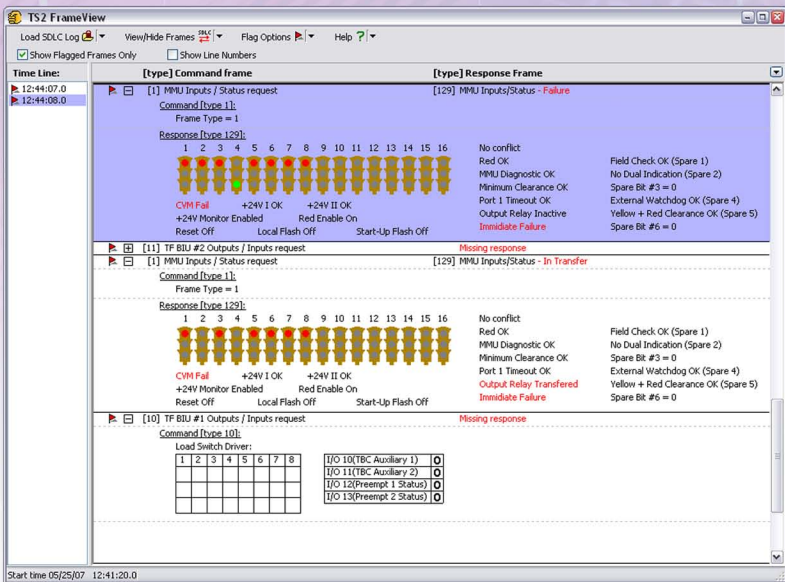 TS2 FrameView
Load SDLC Log View/Hide Frames SDLC Flag Options Help ?
Show Flagged Frames Only Show Line Numbers
Time Line: [type] Command frame [type] Response Frame
12:44:07.0
12:44:08.0
[1] MMU Inputs / Status request [129] MMU Inputs/Status - Failure
Command [type 1]:
Frame Type = 1
Response [type 129]:
1 2 3 4 5 6 7 8 9 10 11 12 13 14 15 16
No conflict
Red OK Field Check OK (Spare 1)
MMU Diagnostic OK No Dual Indication (Spare 2)
Minimum Clearance OK Spare Bit #3 = 0
Port 1 Timeout OK External Watchdog OK (Spare 4)
Output Relay Inactive Yellow + Red Clearance OK (Spare 5)
Immidiate Failure Spare Bit #6 = 0
CVM Fail +24V I OK +24V II OK
+24V Monitor Enabled Red Enable On
Reset Off Local Flash Off Start-Up Flash Off
[11] TF BIU #2 Outputs / Inputs request Missing response
[1] MMU Inputs / Status request [129] MMU Inputs/Status - In Transfer
Command [type 1]:
Frame Type = 1
Response [type 129]:
1 2 3 4 5 6 7 8 9 10 11 12 13 14 15 16
No conflict
Red OK Field Check OK (Spare 1)
MMU Diagnostic OK No Dual Indication (Spare 2)
Minimum Clearance OK Spare Bit #3 = 0
Port 1 Timeout OK External Watchdog OK (Spare 4)
Output Relay Transfered Yellow + Red Clearance OK (Spare 5)
Immidiate Failure Spare Bit #6 = 0
CVM Fail +24V I OK +24V II OK
+24V Monitor Enabled Red Enable On
Reset Off Local Flash Off Start-Up Flash Off
[10] TF BIU #1 Outputs / Inputs request Missing response
Command [type 10]:
Load Switch Driver:
1 2 3 4 5 6 7 8
I/O 10(TBC Auxiliary 1) 0
I/O 11(TBC Auxiliary 2) 0
I/O 12(Preempt 1 Status) 0
I/O 13(Preempt 2 Status) 0
Start time 05/25/07 12:41:20.0